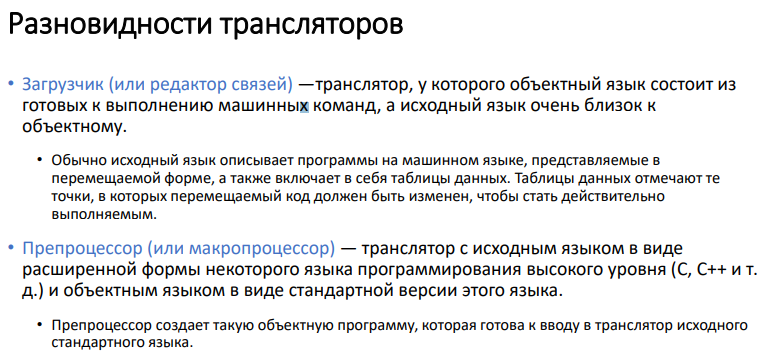 Разновидности трансляторов
• Загрузчик (или редактор связей) —транслятор, у которого объектный язык состоит из
готовых к выполнению машинных команд, а исходный язык очень близок к
объектному.
• Обычно исходный язык описывает программы на машинном языке, представляемые в
перемещаемой форме, а также включает в себя таблицы данных. Таблицы данных отмечают те
точки, в которых перемещаемый код должен быть изменен, чтобы стать действительно
выполняемым.
• Препроцессор (или макропроцессор) — транслятор с исходным языком в виде
расширенной формы некоторого языка программирования высокого уровня (С, С++ и т.
д.) и объектным языком в виде стандартной версии этого языка.
• Препроцессор создает такую объектную программу, которая готова к вводу в транслятор исходного
стандартного языка.